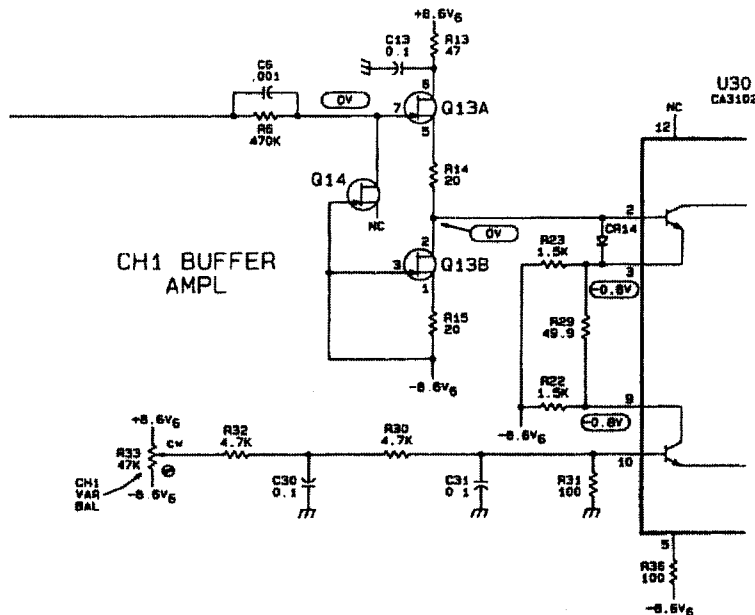 +8.6V6
C13
0.1
R13
47
C6
.001
0V
6
7
Q13A
5
R6
470K
U30
CA3102
NC
12
Q14
R14
20
NC
2
0V
2
CR14
CH1 BUFFER
AMPL
3
Q13B
1
R23
1.5K
3
-0.8V
R15
20
R29
49.9
-8.6V6
R22
1.5K
9
-0.8V
-8.6V6
+8.6V6
R33
47K
CW
R32
4.7K
R30
4.7K
10
CH1
VAR
BAL
-8.6V6
C30
0.1
C31
0.1
R31
100
5
R36
100
-8.6V6